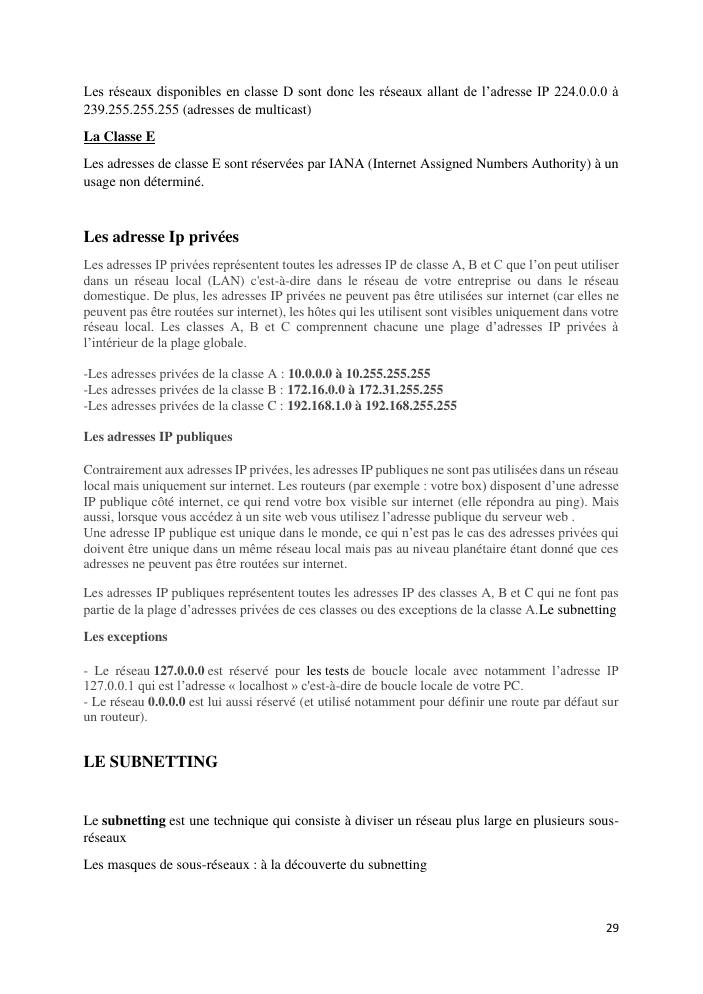 Les réseaux disponibles en classe D sont donc les réseaux allant de l’adresse IP 224.0.0.0 à
239.255.255.255 (adresses de multicast)
La Classe E
Les adresses de classe E sont réservées par IANA (Internet Assigned Numbers Authority) à un
usage non déterminé.
Les adresse Ip privées
Les adresses IP privées représentent toutes les adresses IP de classe A, B et C que l’on peut utiliser
dans un réseau local (LAN) c'est-à-dire dans le réseau de votre entreprise ou dans le réseau
domestique. De plus, les adresses IP privées ne peuvent pas être utilisées sur internet (car elles ne
peuvent pas être routées sur internet), les hôtes qui les utilisent sont visibles uniquement dans votre
réseau local. Les classes A, B et C comprennent chacune une plage d’adresses IP privées à
l’intérieur de la plage globale.
-Les adresses privées de la classe A : 10.0.0.0 à 10.255.255.255
-Les adresses privées de la classe B : 172.16.0.0 à 172.31.255.255
-Les adresses privées de la classe C : 192.168.1.0 à 192.168.255.255
Les adresses IP publiques
Contrairement aux adresses IP privées, les adresses IP publiques ne sont pas utilisées dans un réseau
local mais uniquement sur internet. Les routeurs (par exemple : votre box) disposent d’une adresse
IP publique côté internet, ce qui rend votre box visible sur internet (elle répondra au ping). Mais
aussi, lorsque vous accédez à un site web vous utilisez l’adresse publique du serveur web .
Une adresse IP publique est unique dans le monde, ce qui n’est pas le cas des adresses privées qui
doivent être unique dans un même réseau local mais pas au niveau planétaire étant donné que ces
adresses ne peuvent pas être routées sur internet.
Les adresses IP publiques représentent toutes les adresses IP des classes A, B et C qui ne font pas
partie de la plage d’adresses privées de ces classes ou des exceptions de la classe A.Le subnetting
Les exceptions
- Le réseau 127.0.0.0 est réservé pour les tests de boucle locale avec notamment l’adresse IP
127.0.0.1 qui est l’adresse « localhost » c'est-à-dire de boucle locale de votre PC.
- Le réseau 0.0.0.0 est lui aussi réservé (et utilisé notamment pour définir une route par défaut sur
un routeur).
LE SUBNETTING
Le subnetting est une technique qui consiste à diviser un réseau plus large en plusieurs sous-
réseaux
Les masques de sous-réseaux : à la découverte du subnetting
29